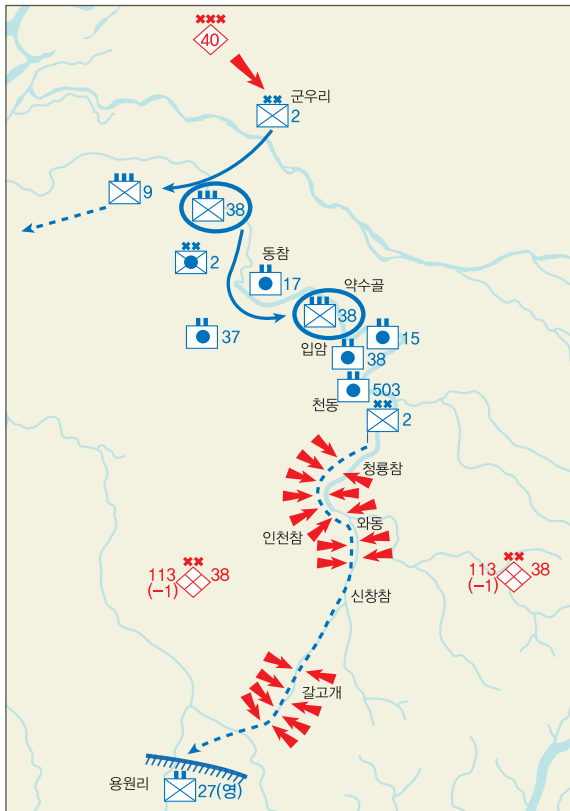 40
군우리
2
9
38
동참
2
17
약수골
38
37
15
입암
38
503
천동
2
청룡참
와동
인천참
113
(–1)
38
113
(–1)
38
신창참
갈고개
용원리
27(영)